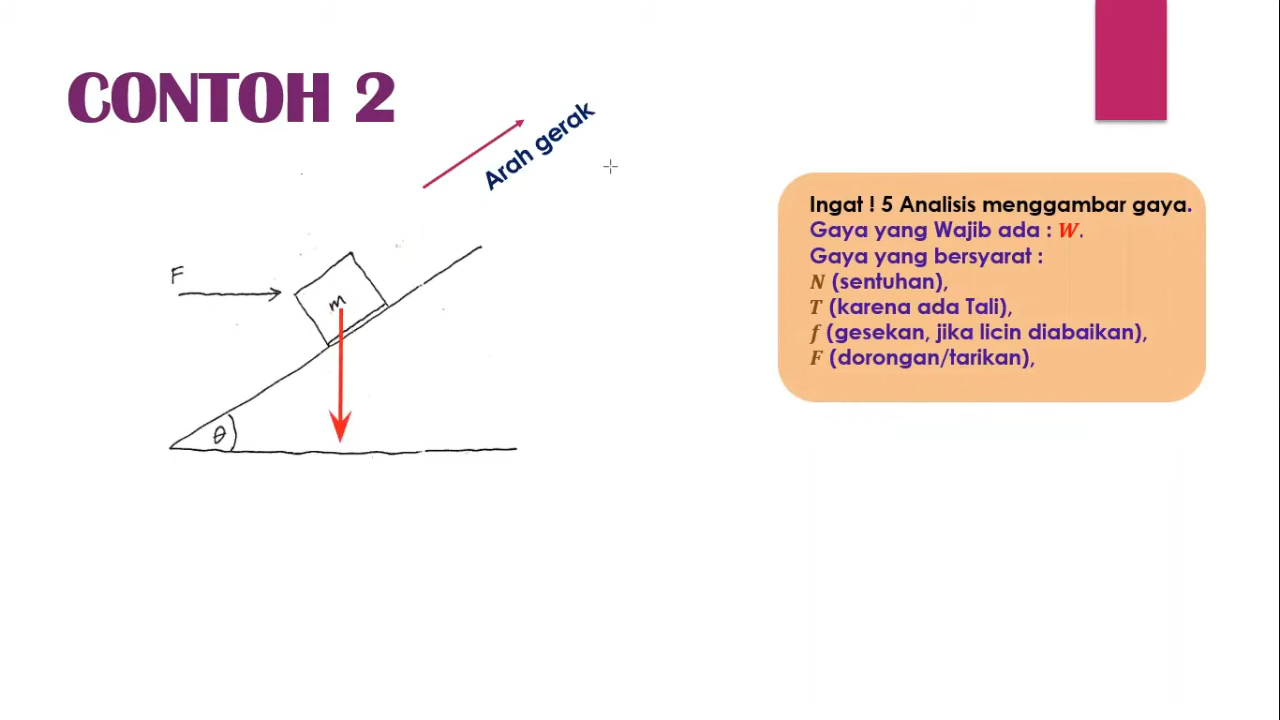 CONTOH 2
Arah gerak
F
m
θ
Ingat ! 5 Analisis menggambar gaya.
Gaya yang Wajib ada : W.
Gaya yang bersyarat :
N (sentuhan),
T (karena ada Tali),
f (gesekan, jika licin diabaikan),
F (dorongan/tarikan),